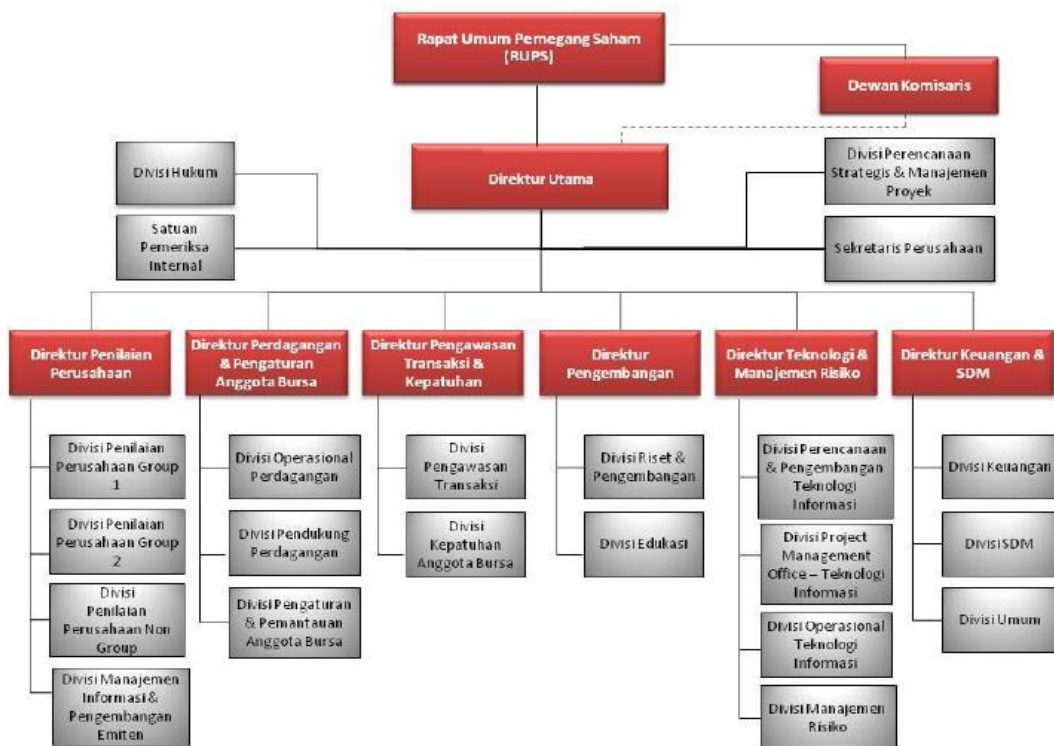 Rapat Umum Pemegang Saham
(RUPS)
Dewan Komisaris
Direktur Utama
Divisi Hukum
Divisi Perencanaan
Strategis & Manajemen
Proyek
Satuan
Pemeriksa
Internal
Sekretaris Perusahaan
Direktur Penilaian
Perusahaan
Direktur Perdagangan
& Pengaturan
Anggota Bursa
Direktur Pengawasan
Transaksi &
Kepatuhan
Direktur
Pengembangan
Direktur Teknologi &
Manajemen Risiko
Direktur Keuangan &
SDM
Divisi Penilaian
Perusahaan Group
1
Divisi Penilaian
Perusahaan Group
2
Divisi
Penilaian
Perusahaan Non
Group
Divisi Manajemen
Informasi &
Pengembangan
Emiten
Divisi Operasional
Perdagangan
Divisi Pendukung
Perdagangan
Divisi Pengaturan
& Pemantauan
Anggota Bursa
Divisi
Pengawasan
Transaksi
Divisi
Kepatuhan
Anggota Bursa
Divisi Riset &
Pengembangan
Divisi Edukasi
Divisi Perencanaan
& Pengembangan
Teknologi
Informasi
Divisi Project
Management
Office – Teknologi
Informasi
Divisi Operasional
Teknologi
Informasi
Divisi Manajemen
Risiko
Divisi Keuangan
Divisi SDM
Divisi Umum